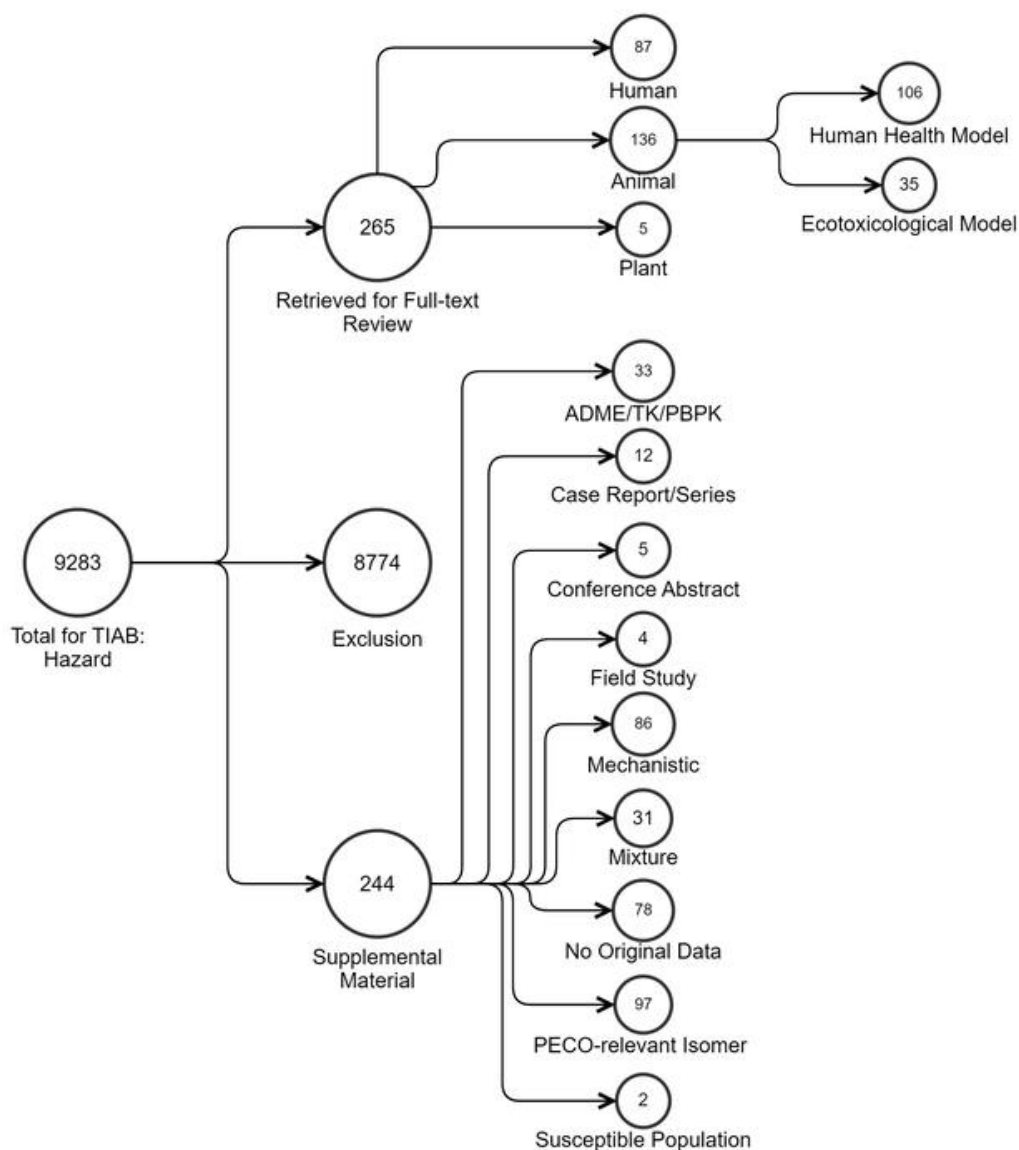 9283
Total for TIAB:
Hazard
265
Retrieved for Full-text
Review
87
Human
136
Animal
5
Plant
106
Human Health Model
35
Ecotoxicological Model
8774
Exclusion
244
Supplemental
Material
33
ADME/TK/PBPK
12
Case Report/Series
5
Conference Abstract
4
Field Study
86
Mechanistic
31
Mixture
78
No Original Data
97
PECO-relevant Isomer
2
Susceptible Population